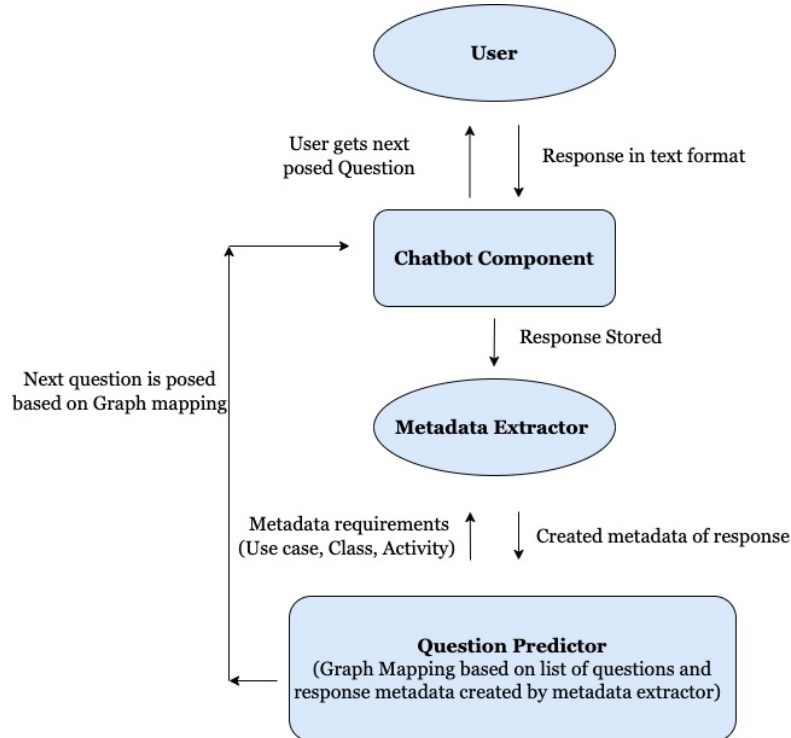 User
User gets next
posed Question
Response in text format
Chatbot Component
Response Stored
Next question is posed
based on Graph mapping
Metadata Extractor
Metadata requirements
(Use case, Class, Activity)
Created metadata of response
Question Predictor
(Graph Mapping based on list of questions and
response metadata created by metadata extractor)